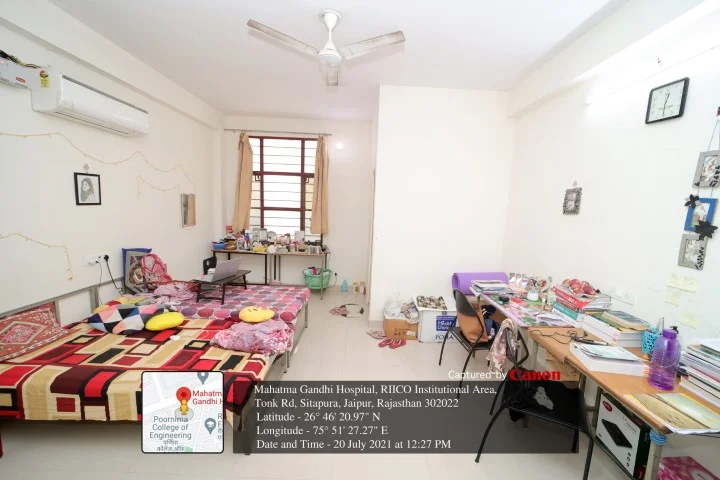 Captured by Canon
Mahatma
Gandhi H
Poornima
College of
Engineering
R
Mahatma Gandhi Hospital, RIICO Institutional Area,
Tonk Rd, Sitapura, Jaipur, Rajasthan 302022
Latitude - 26° 46' 20.97" N
Longitude - 75° 51' 27.27" E
Date and Time - 20 July 2021 at 12:27 PM